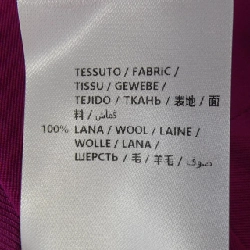 TESSUTO / FABRIC /
TISSU / GEWEBE /
TEJIDO / ТКАНЬ / 表地 / 面
料 / قماش /
100% LANA / WOOL / LAINE /
WOLLE / LANA /
ШЕРСТЬ / 毛 / 羊毛 / صوف